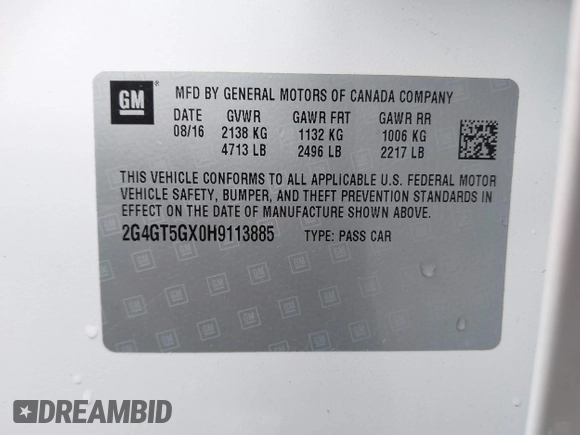 GM ® MFD BY GENERAL MOTORS OF CANADA COMPANY
DATE GVWR GAWR FRT GAWR RR
08/16 2138 KG 1132 KG 1006 KG
4713 LB 2496 LB 2217 LB
THIS VEHICLE CONFORMS TO ALL APPLICABLE U.S. FEDERAL MOTOR
VEHICLE SAFETY, BUMPER, AND THEFT PREVENTION STANDARDS IN
EFFECT ON THE DATE OF MANUFACTURE SHOWN ABOVE.
2G4GT5GX0H9113885 TYPE: PASS CAR
DREAMBID